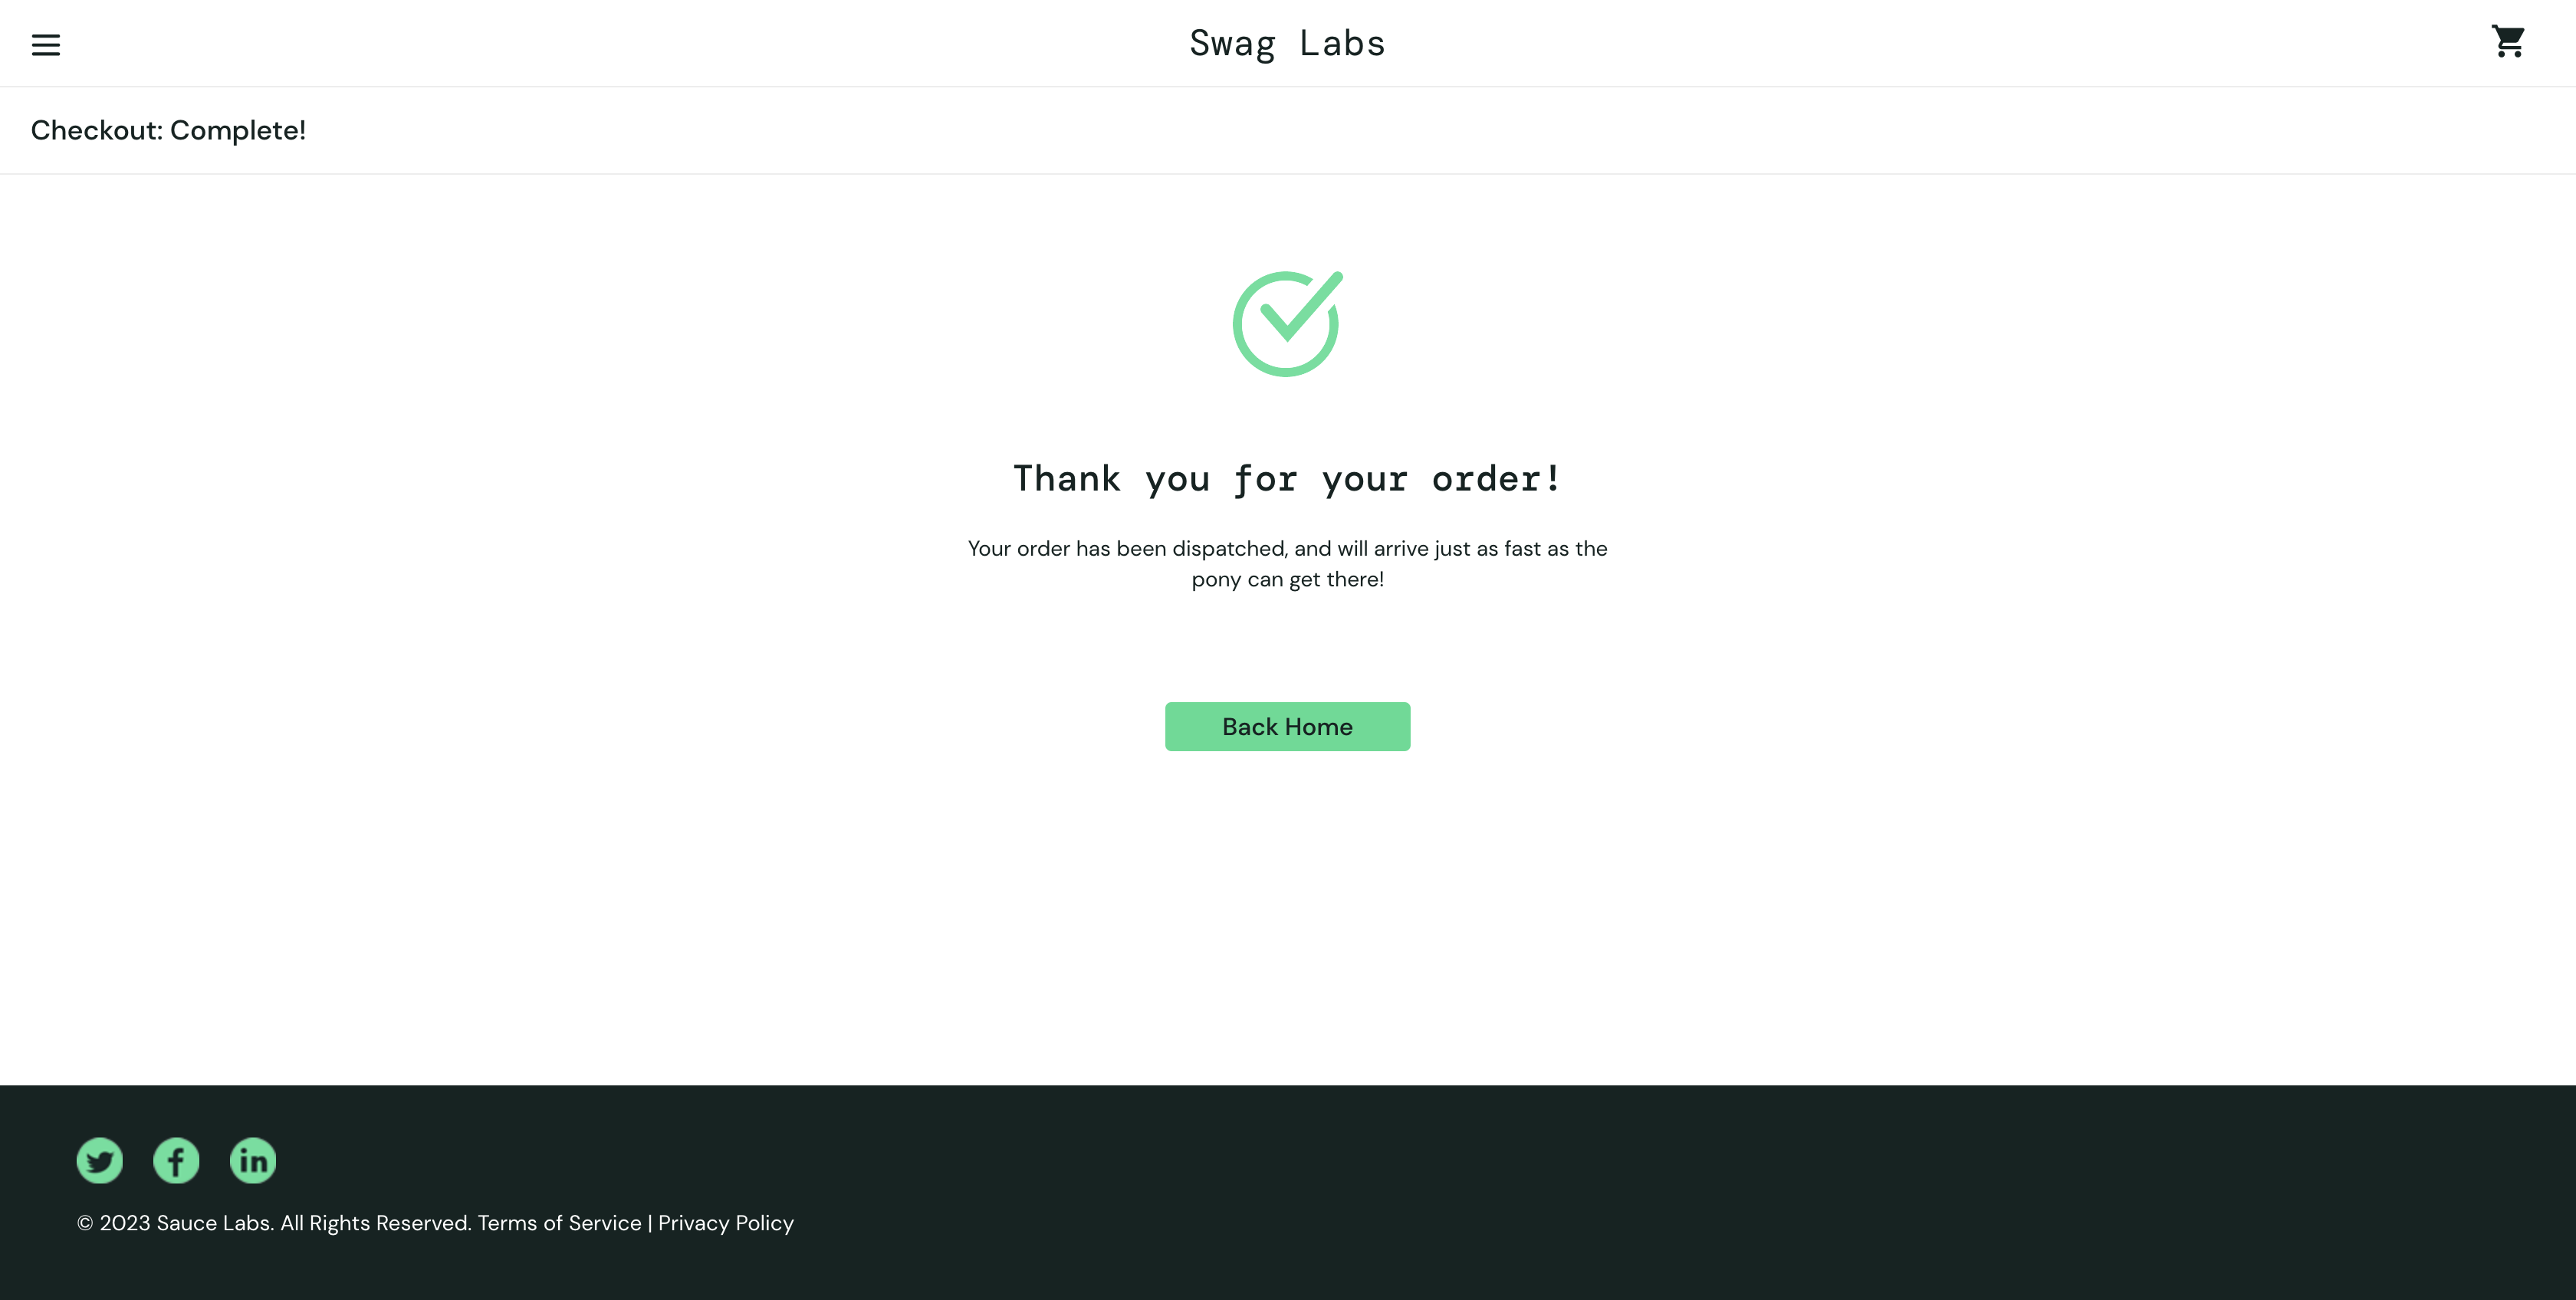 Swag Labs
Checkout: Complete!
Thank you for your order!
Your order has been dispatched, and will arrive just as fast as the
pony can get there!
Back Home
© 2023 Sauce Labs. All Rights Reserved. Terms of Service | Privacy Policy